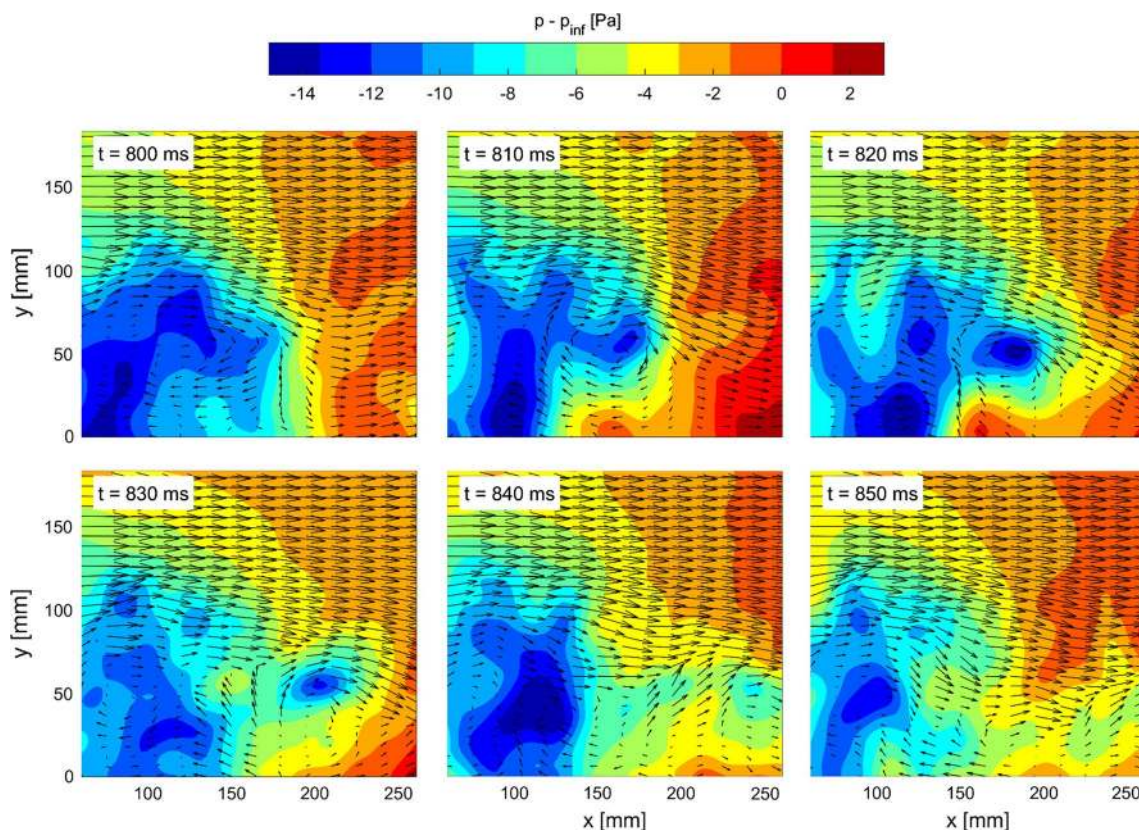 p - p_inf [Pa]
-14 -12 -10 -8 -6 -4 -2 0 2
t = 800 ms t = 810 ms t = 820 ms
150
100
50
0
y [mm]
t = 830 ms t = 840 ms t = 850 ms
150
100
50
0
y [mm]
100 150 200 250 100 150 200 250 100 150 200 250
x [mm] x [mm]